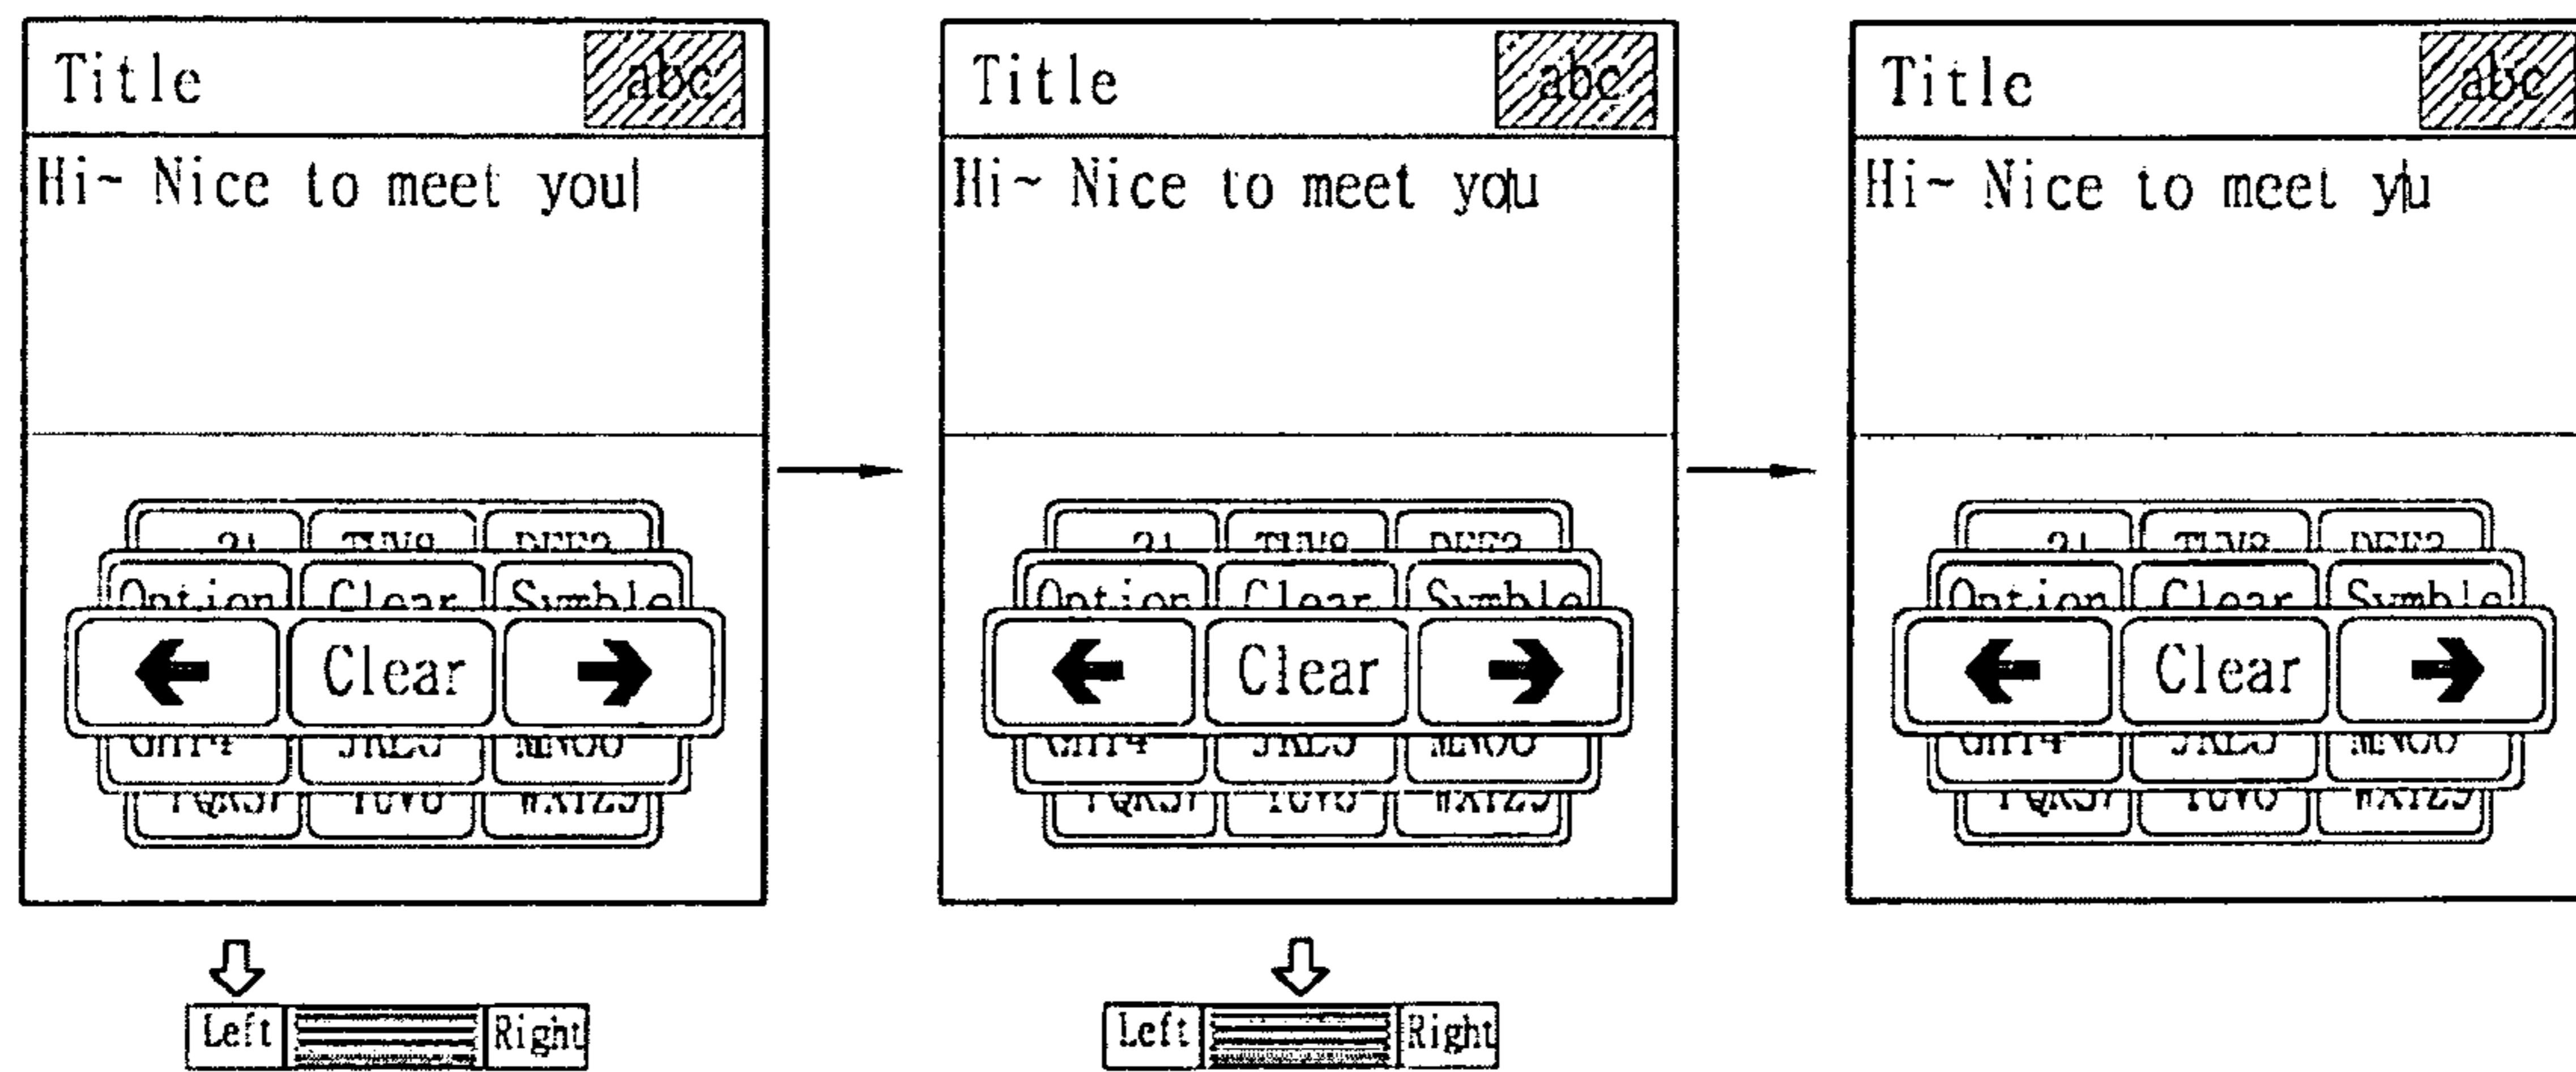 Title abc
Hi~ Nice to meet you
Option Clear Symble
← Clear →
Left Right
Title abc
Hi~ Nice to meet you
Option Clear Symble
← Clear →
Left Right
Title abc
Hi~ Nice to meet yu
Option Clear Symble
← Clear →